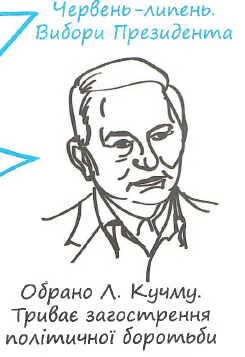 Червень-липень.
Вибори Президента
Обрано Л. Кучму.
Триває загострення
політичної боротьби